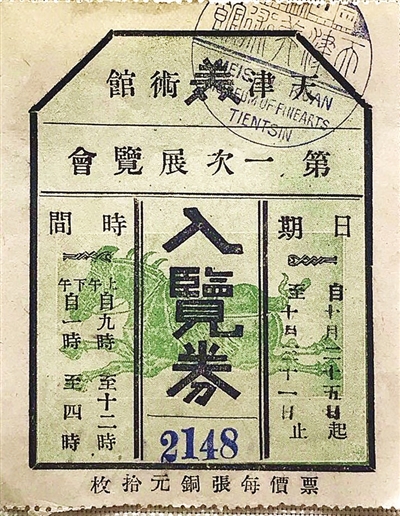 天津美術館
MUSEUM OF FINE ARTS
TIENTSIN
第一次展覽會
日期
自十月二十五日起
至十月三十一日止
入覽券
2148
時間
上午自九時至十二時
下午自一時至四時
票價每張銅元拾枚